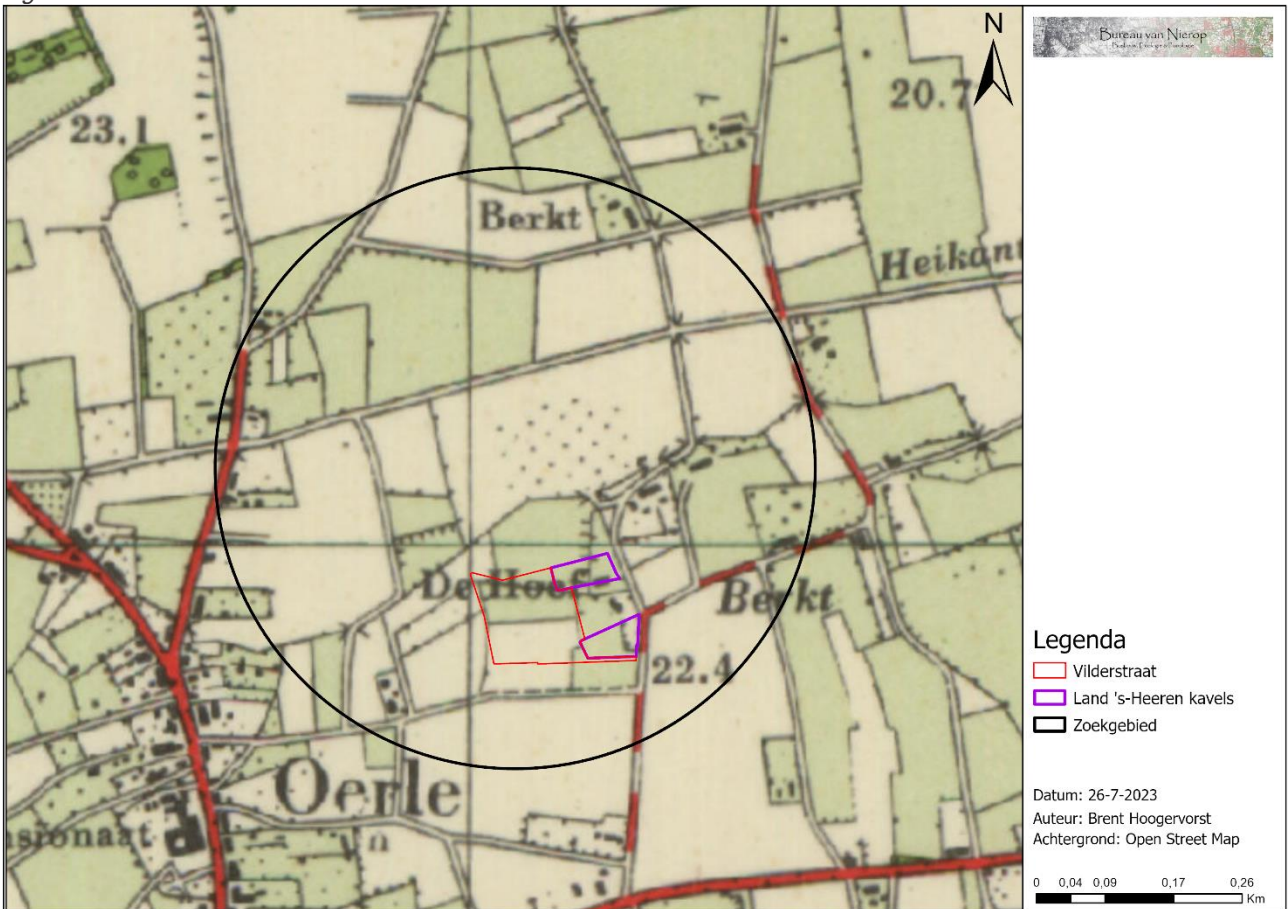 N
20.7
23.1
Berkt
Heikant
De Hoef
Berkt
22.4
Oerle
sionaat
n
Bureau van Nierop
Legenda
Vilderstraat
Land 's-Heeren kavels
Zoekgebied
Datum: 26-7-2023
Auteur: Brent Hoogervorst
Achtergrond: Open Street Map
0 0,04 0,09 0,17 0,26
Km